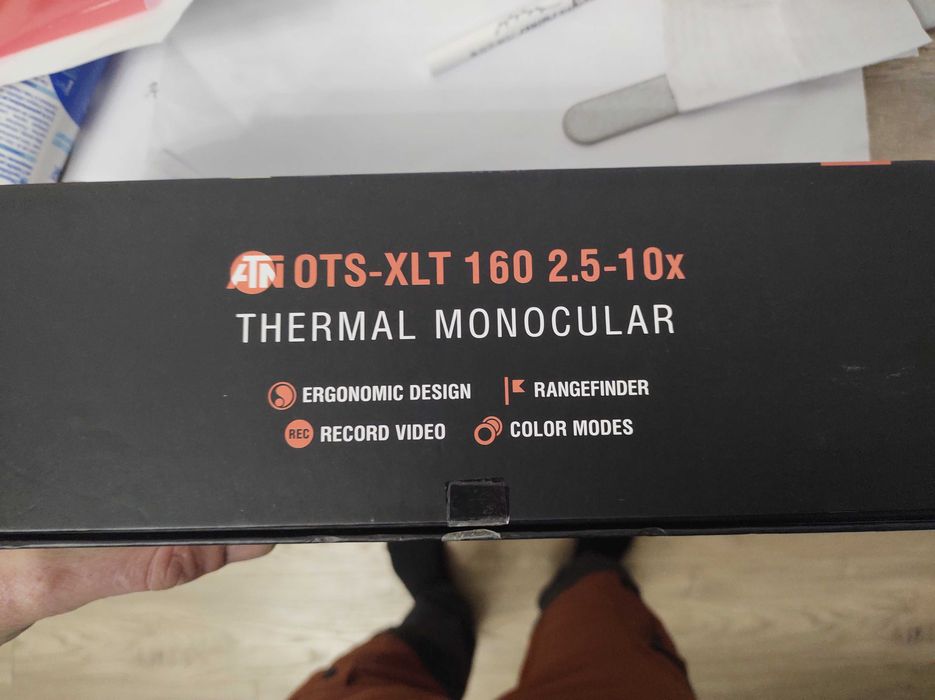 ATN OTS-XLT 160 2.5-10x
THERMAL MONOCULAR
ERGONOMIC DESIGN RANGEFINDER
REC RECORD VIDEO COLOR MODES